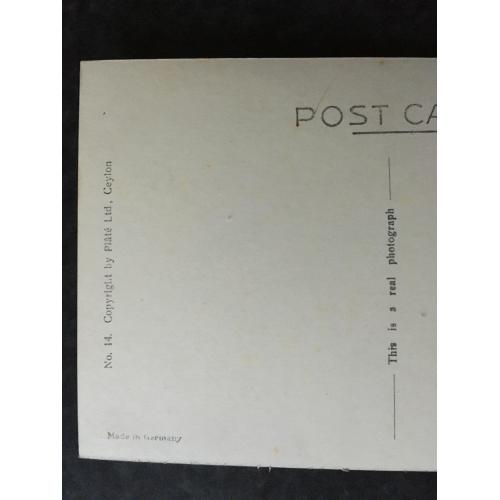 POST CA
No. 14. Copyright by Plâté Ltd., Ceylon
This is a real photograph
Made in Germany